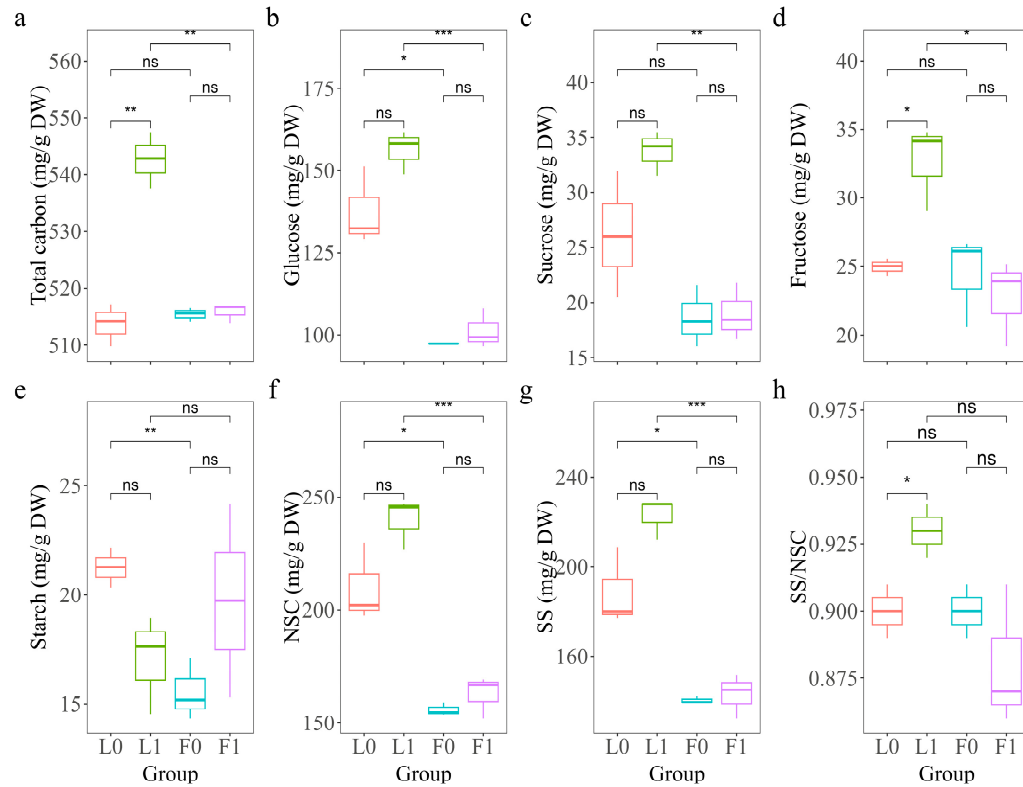 a
Total carbon (mg/g DW)
560
550
540
530
520
510
**
ns
ns
**
b
Glucose (mg/g DW)
175
150
125
100
***
*
ns
ns
c
Sucrose (mg/g DW)
40
35
30
25
20
15
**
ns
ns
ns
d
Fructose (mg/g DW)
40
35
30
25
20
*
ns
ns
*
e
Starch (mg/g DW)
25
20
15
ns
**
ns
ns
L0 L1 F0 F1
Group
f
NSC (mg/g DW)
250
200
150
***
*
ns
ns
L0 L1 F0 F1
Group
g
SS (mg/g DW)
240
200
160
***
*
ns
ns
L0 L1 F0 F1
Group
h
SS/NSC
0.975
0.950
0.925
0.900
0.875
ns
ns
ns
*
L0 L1 F0 F1
Group